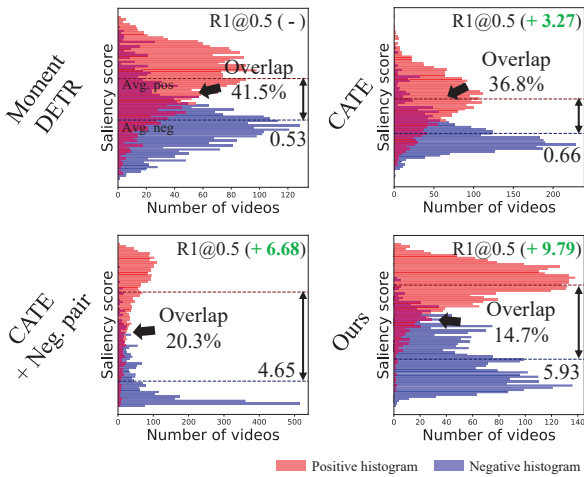 Moment
DETR
R1@0.5 ( - )
Saliency score
Avg. pos
Avg. neg
Overlap
41.5%
0.53
0 20 40 60 80 100 120
Number of videos
CATE
R1@0.5 (+ 3.27)
Saliency score
Overlap
36.8%
0.66
0 50 100 150 200
Number of videos
CATE
+ Neg. pair
R1@0.5 (+ 6.68)
Saliency score
Overlap
20.3%
4.65
0 100 200 300 400 500
Number of videos
Ours
R1@0.5 (+ 9.79)
Saliency score
Overlap
14.7%
5.93
0 20 40 60 80 100 120 140
Number of videos
Positive histogram Negative histogram